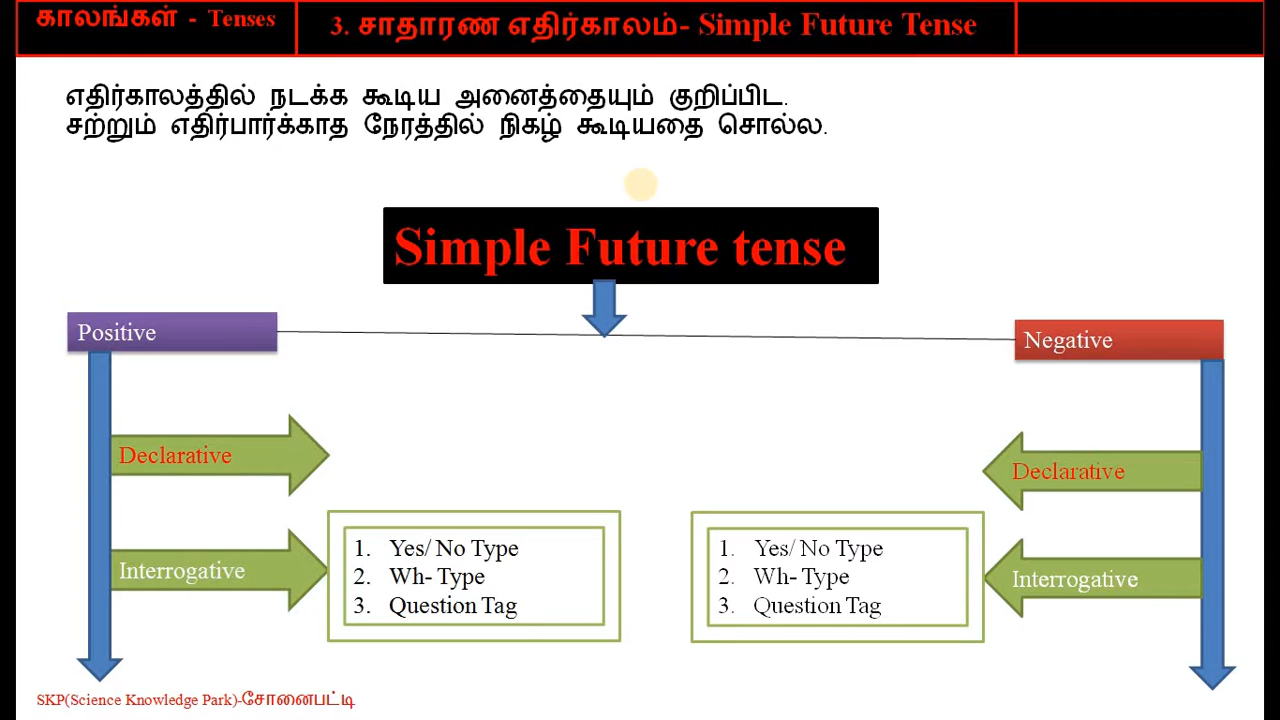 காலங்கள் - Tenses
3. சாதாரண எதிர்காலம்- Simple Future Tense
எதிர்காலத்தில் நடக்க கூடிய அனைத்தையும் குறிப்பிட.
சற்றும் எதிர்பார்க்காத நேரத்தில் நிகழ் கூடியதை சொல்ல.
Simple Future tense
Positive
Negative
Declarative
Declarative
Interrogative
1. Yes/ No Type
2. Wh- Type
3. Question Tag
1. Yes/ No Type
2. Wh- Type
3. Question Tag
Interrogative
SKP(Science Knowledge Park)-சோனைபட்டி